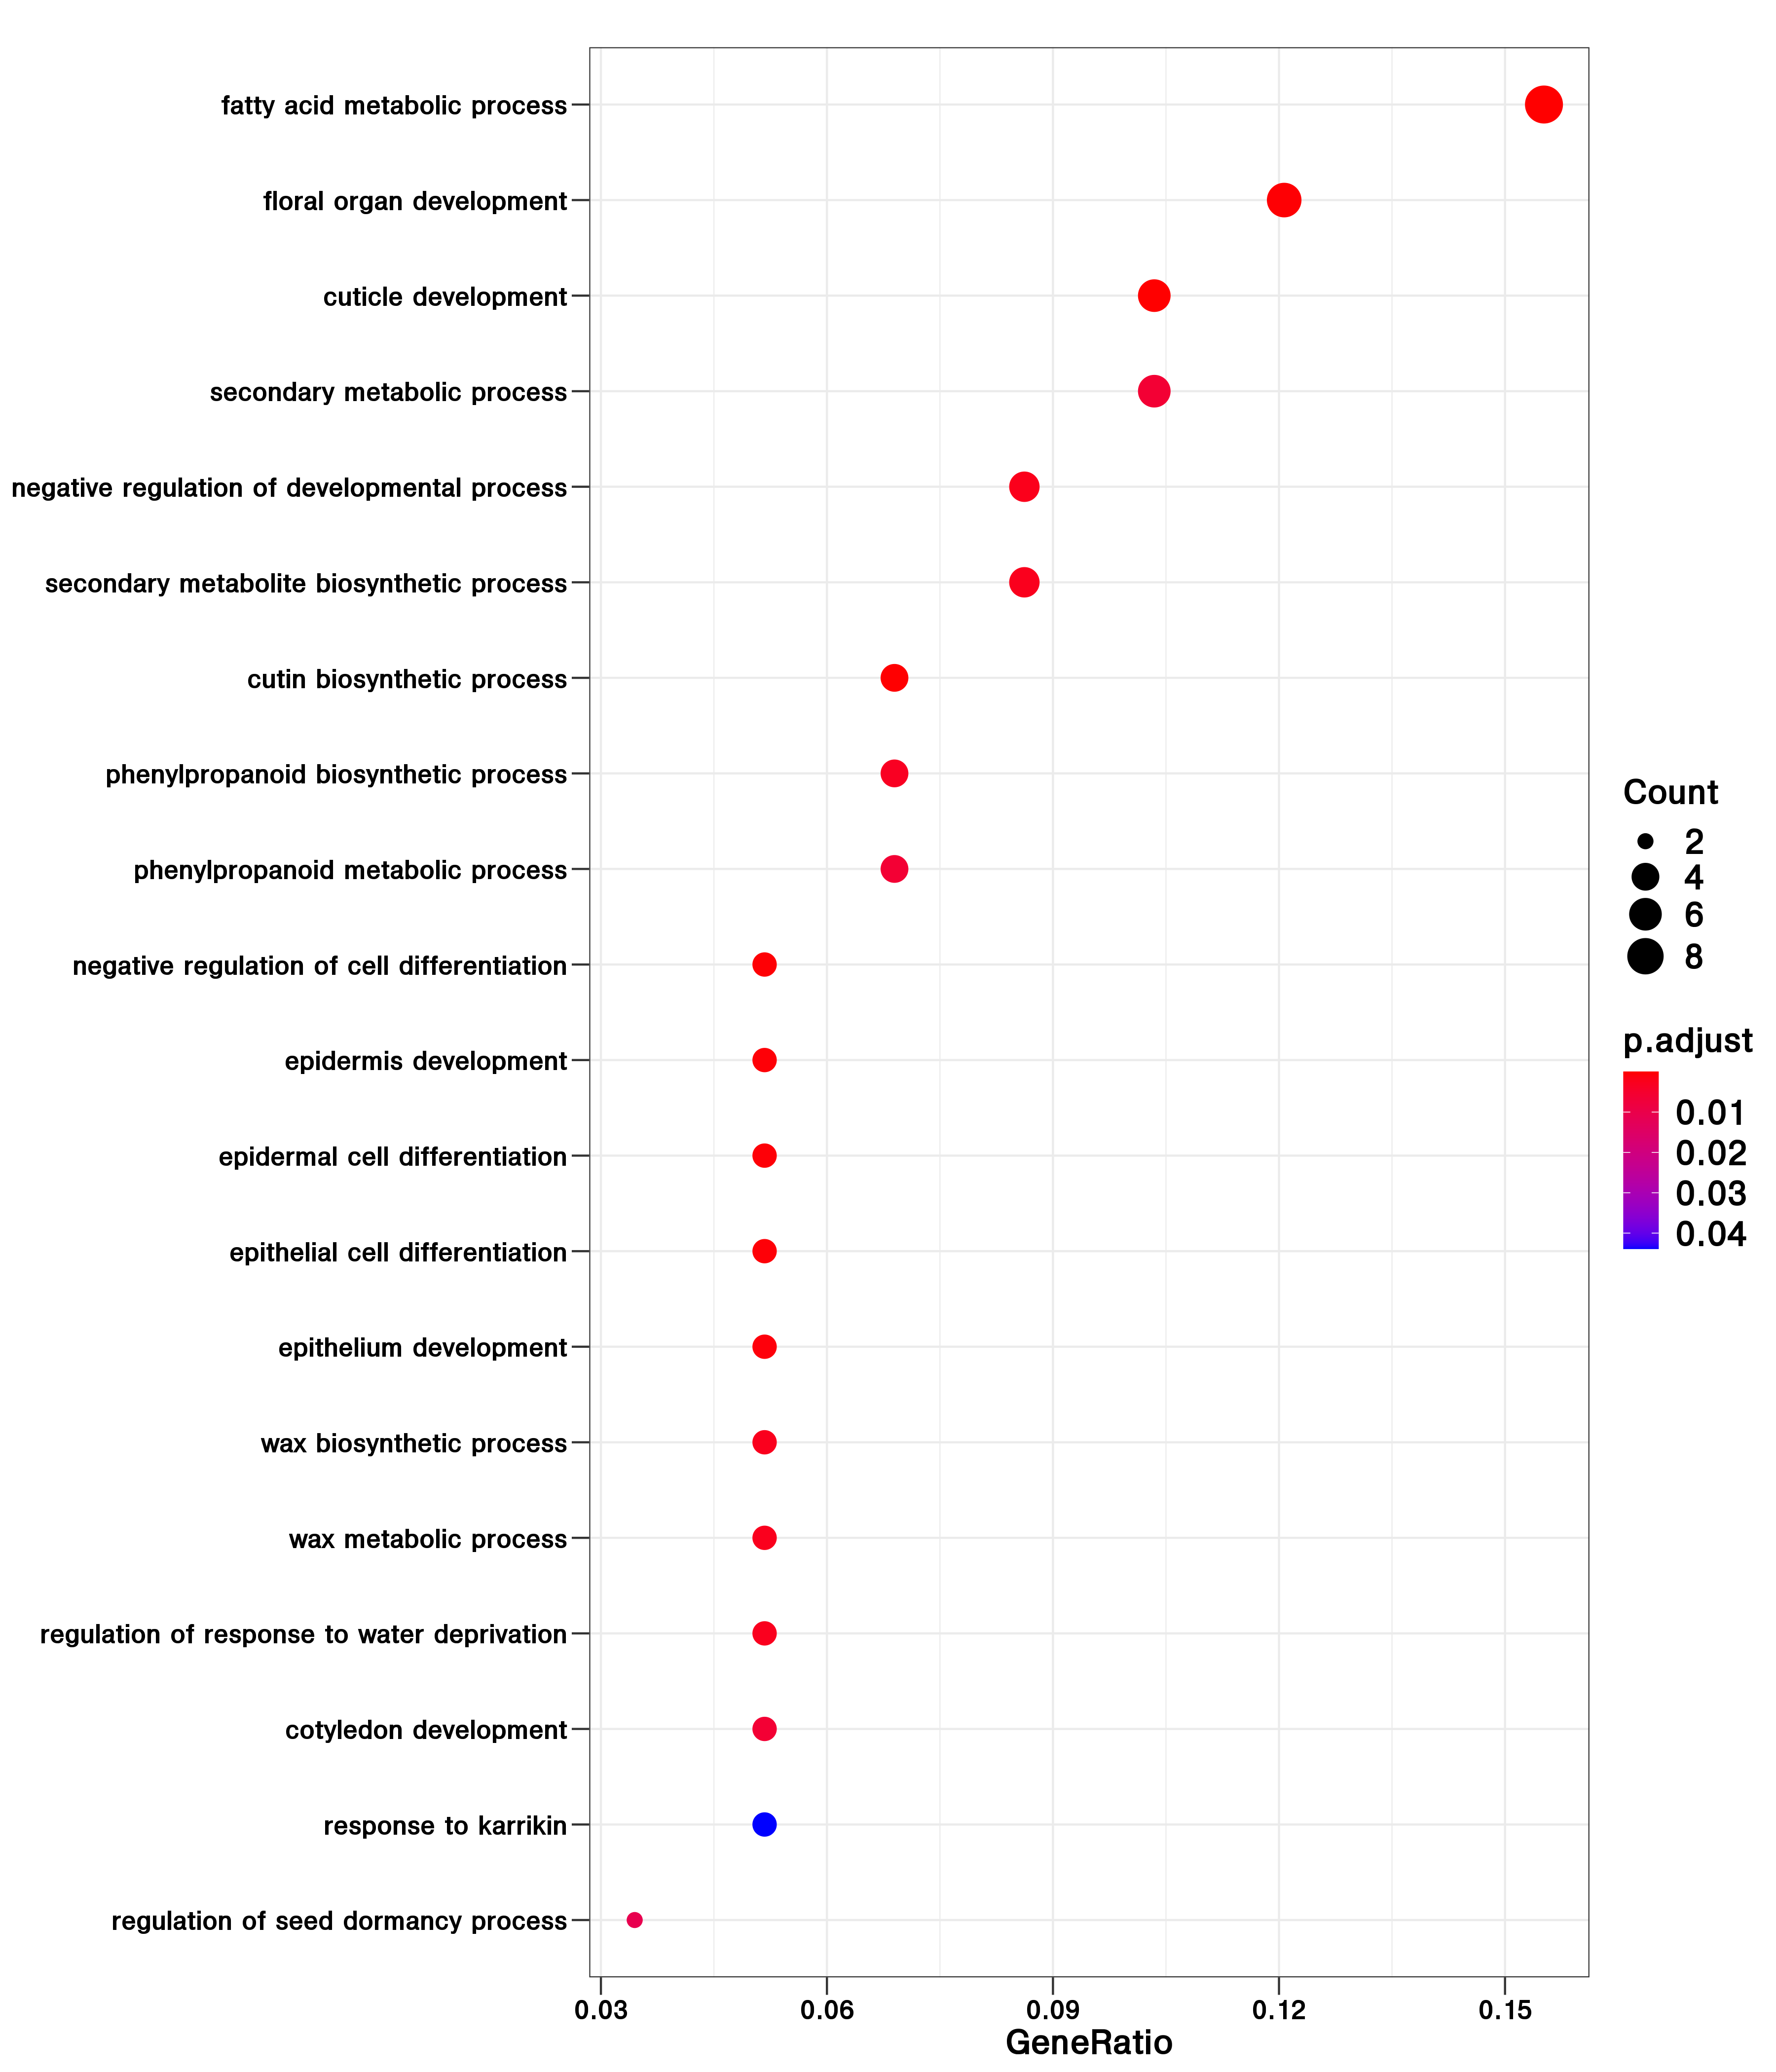 fatty acid metabolic process
floral organ development
cuticle development
secondary metabolic process
negative regulation of developmental process
secondary metabolite biosynthetic process
cutin biosynthetic process
phenylpropanoid biosynthetic process
phenylpropanoid metabolic process
negative regulation of cell differentiation
epidermis development
epidermal cell differentiation
epithelial cell differentiation
epithelium development
wax biosynthetic process
wax metabolic process
regulation of response to water deprivation
cotyledon development
response to karrikin
regulation of seed dormancy process
0.03 0.06 0.09 0.12 0.15
GeneRatio
Count
2
4
6
8
p.adjust
0.01
0.02
0.03
0.04